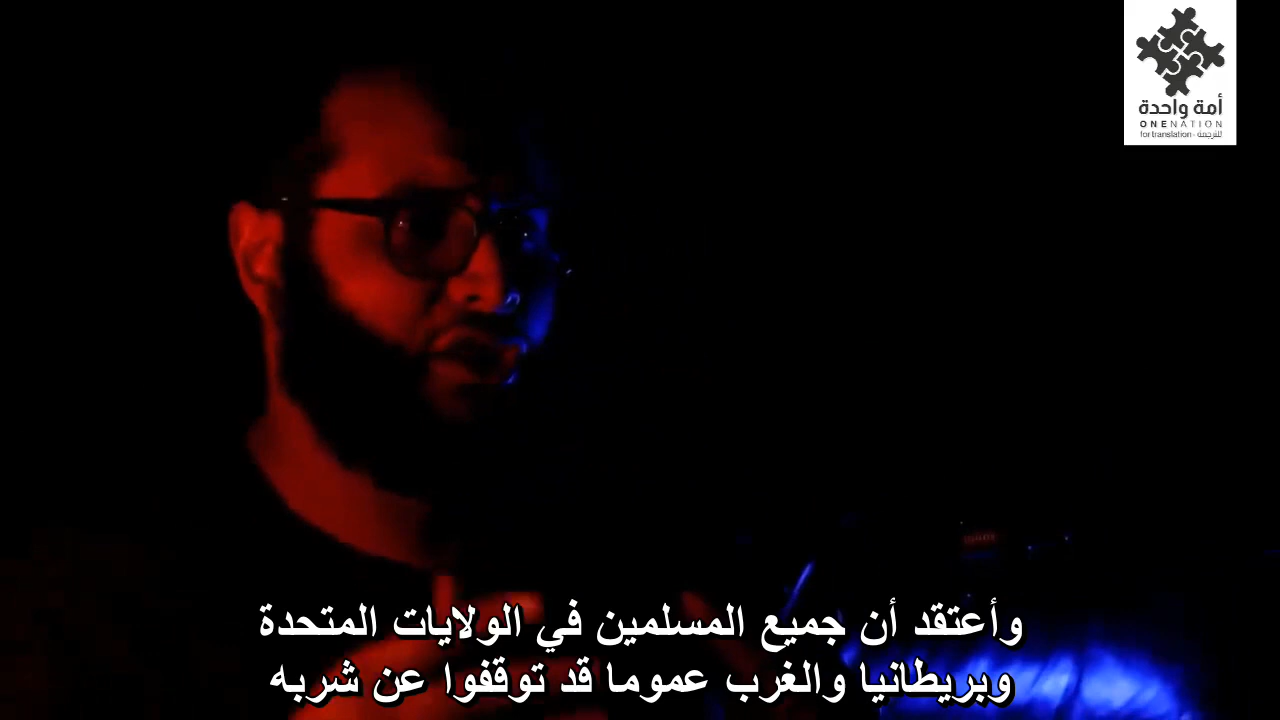 أمة واحدة
ONENATION
for translation - للترجمة
وأعتقد أن جميع المسلمين في الولايات المتحدة
وبريطانيا والغرب عموما قد توقفوا عن شربه